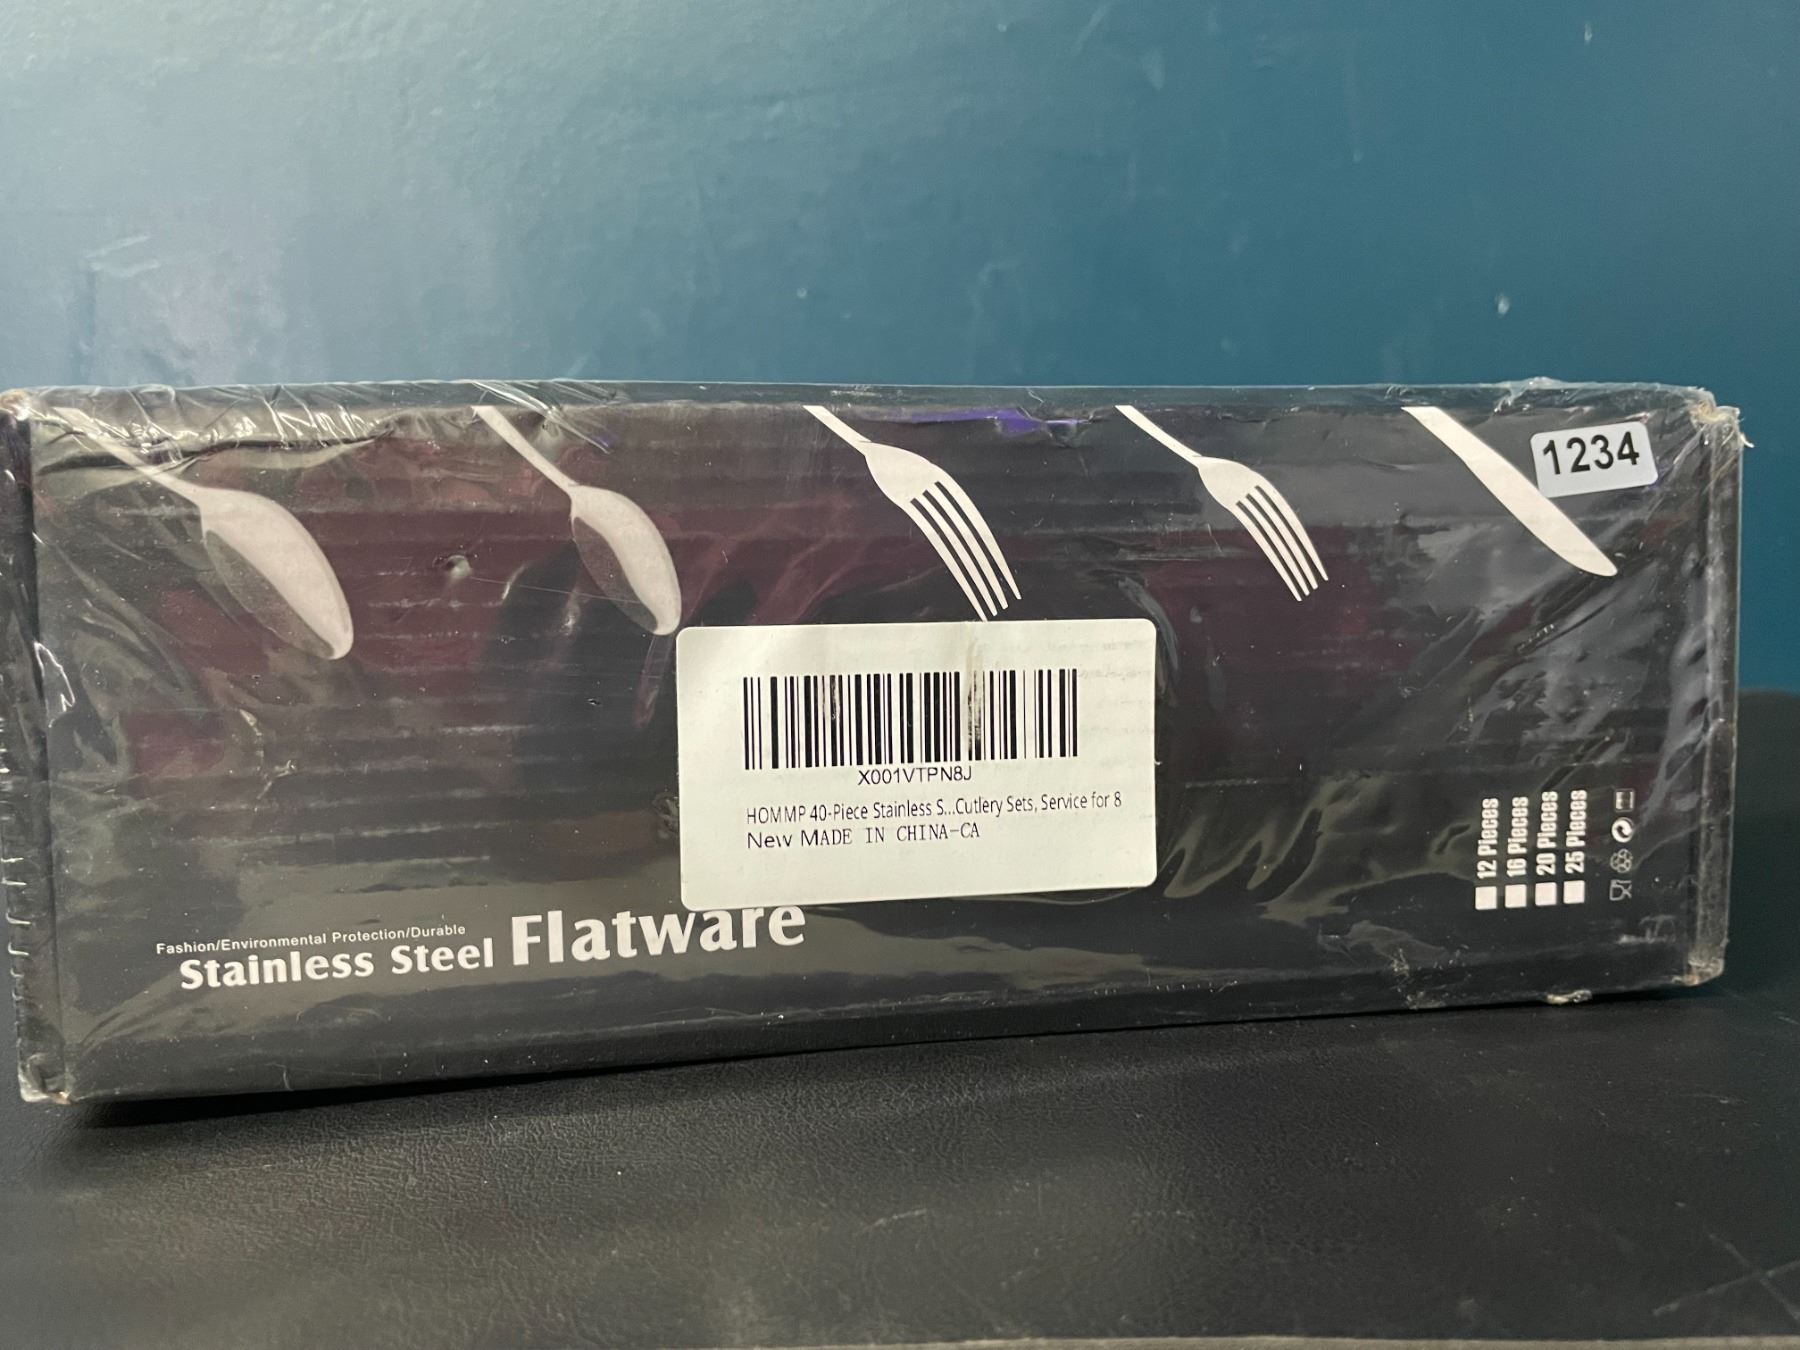 1234
X001VTPN8J
HOMMP 40-Piece Stainless S...Cutlery Sets, Service for 8
New MADE IN CHINA-CA
Fashion/Environmental Protection/Durable
Stainless Steel Flatware
12 Pieces
16 Pieces
20 Pieces
25 Pieces